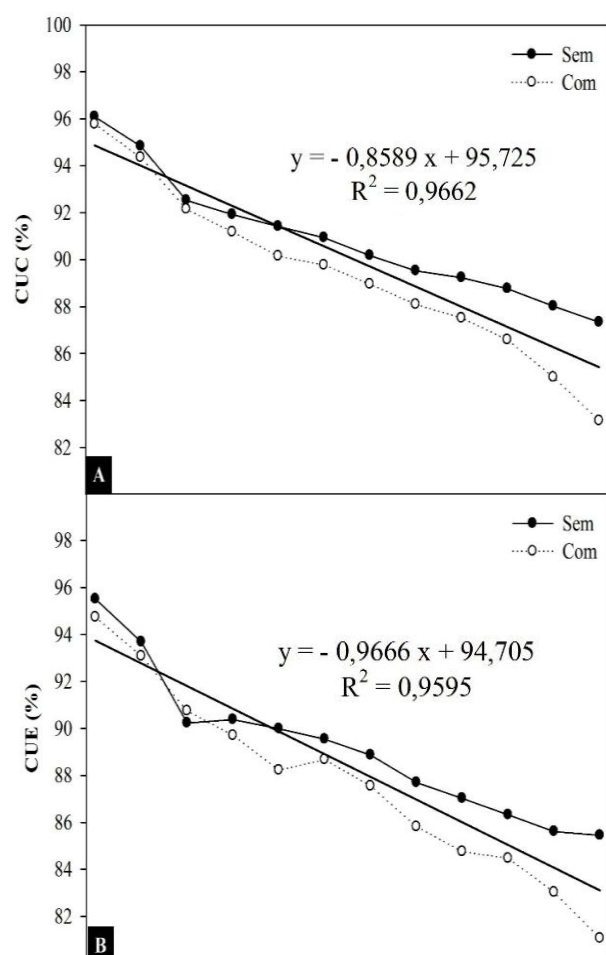 100
98
96
94
92
90
88
86
84
82
CUC (%)
Sem
Com
y = - 0,8589 x + 95,725
R² = 0,9662
A
98
96
94
92
90
88
86
84
82
CUE (%)
Sem
Com
y = - 0,9666 x + 94,705
R² = 0,9595
B